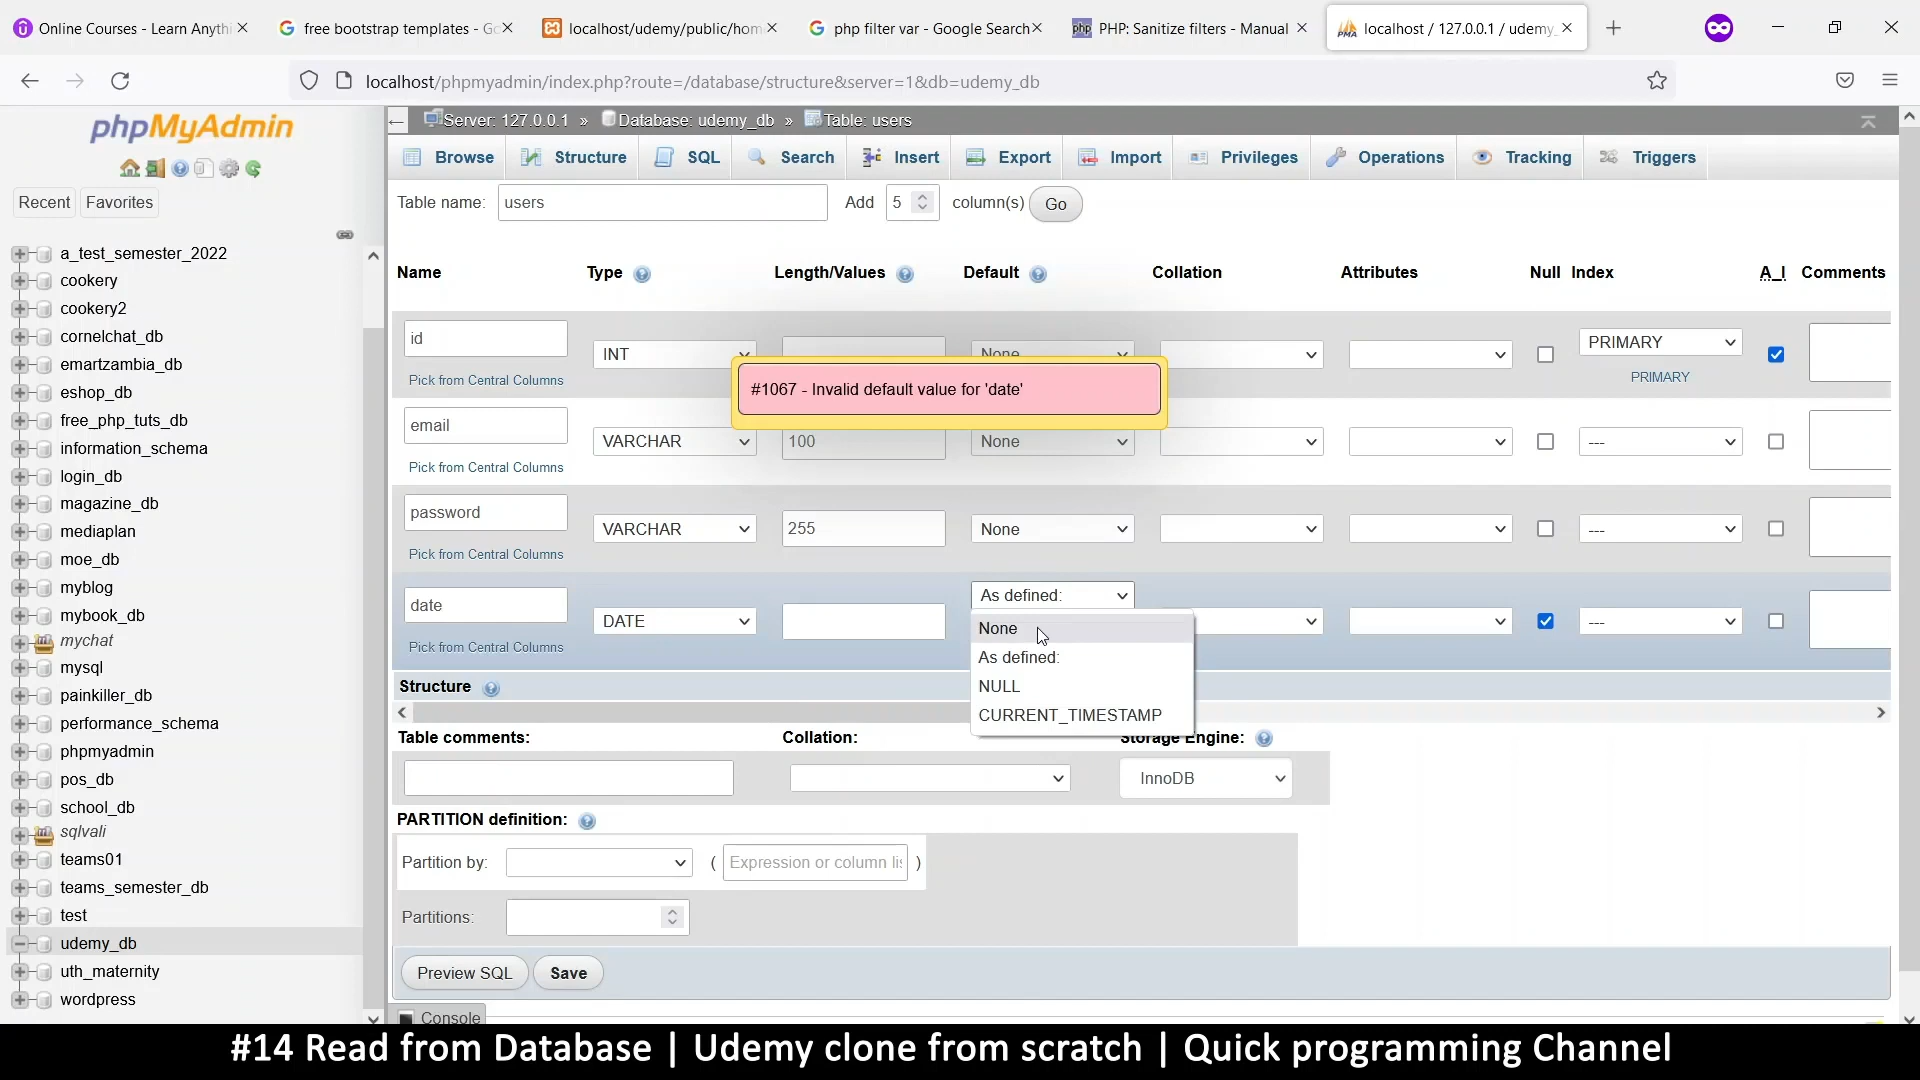 Online Courses - Learn Anythi
free bootstrap templates - Go
localhost/udemy/public/hom
php filter var - Google Search
PHP: Sanitize filters - Manual
localhost / 127.0.0.1 / udemy_
localhost/phpmyadmin/index.php?route=/database/structure&server=1&db=udemy_db
phpMyAdmin
Recent
Favorites
a_test_semester_2022
cookery
cookery2
cornelchat_db
emartzambia_db
eshop_db
free_php_tuts_db
information_schema
login_db
magazine_db
mediaplan
moe_db
myblog
mybook_db
mychat
mysql
painkiller_db
performance_schema
phpmyadmin
pos_db
school_db
sqlvali
teams01
teams_semester_db
test
udemy_db
uth_maternity
wordpress
Server: 127.0.0.1 » Database: udemy_db » Table: users
Browse Structure SQL Search Insert Export Import Privileges Operations Tracking Triggers
Table name: users Add 5 column(s) Go
Name Type Length/Values Default Collation Attributes Null Index A_I Comments
id INT None PRIMARY
Pick from Central Columns PRIMARY
#1067 - Invalid default value for 'date'
email VARCHAR 100 None ---
Pick from Central Columns
password VARCHAR 255 None ---
Pick from Central Columns
date DATE As defined: ---
Pick from Central Columns
None
As defined:
NULL
CURRENT_TIMESTAMP
Structure
Table comments: Collation: Storage Engine:
InnoDB
PARTITION definition:
Partition by: ( Expression or column lis )
Partitions:
Preview SQL Save
Console
#14 Read from Database | Udemy clone from scratch | Quick programming Channel